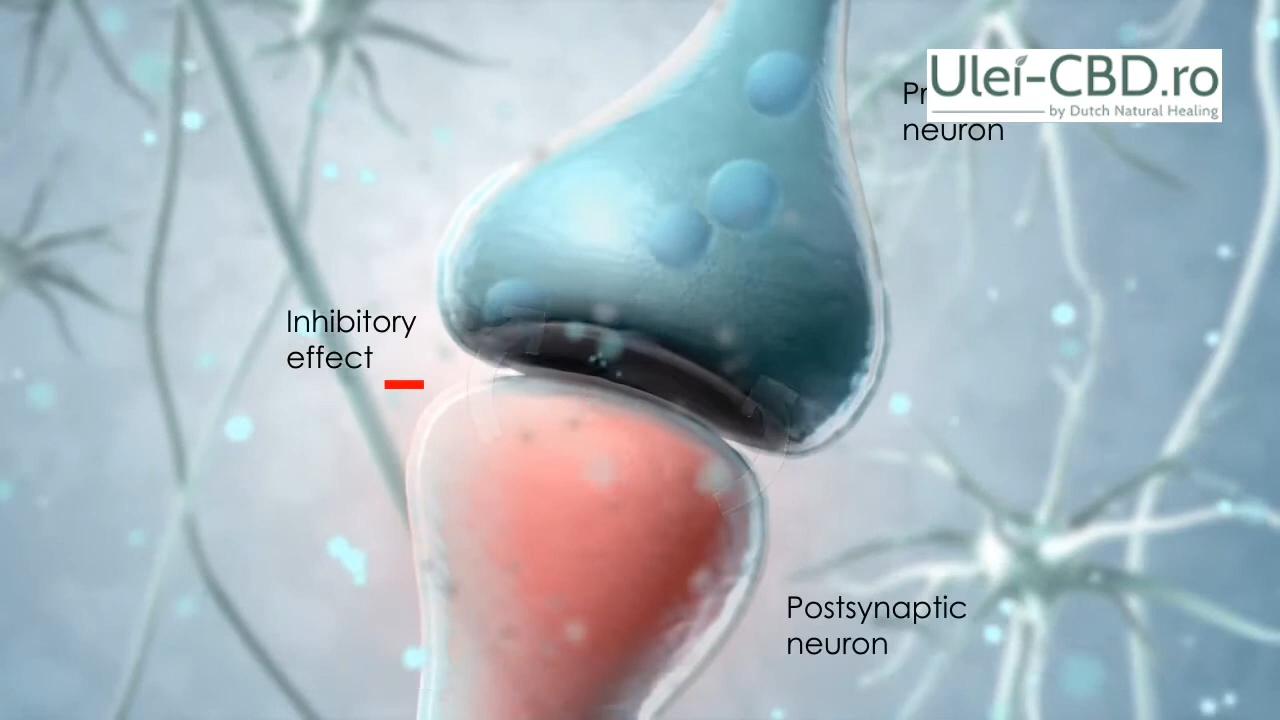 Ulei-CBD.ro
by Dutch Natural Healing
neuron
Inhibitory
effect
Postsynaptic
neuron